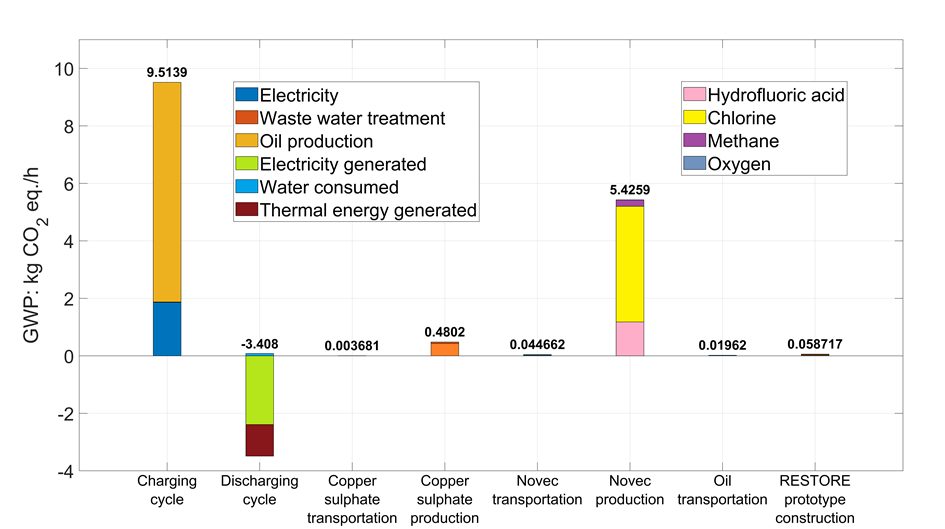 GWP: kg CO2 eq./h
10
8
6
4
2
0
-2
-4
9.5139
-3.408
0.003681
0.4802
0.044662
5.4259
0.01962
0.058717
Electricity
Waste water treatment
Oil production
Electricity generated
Water consumed
Thermal energy generated
Hydrofluoric acid
Chlorine
Methane
Oxygen
Charging
cycle
Discharging
cycle
Copper
sulphate
transportation
Copper
sulphate
production
Novec
transportation
Novec
production
Oil
transportation
RESTORE
prototype
construction